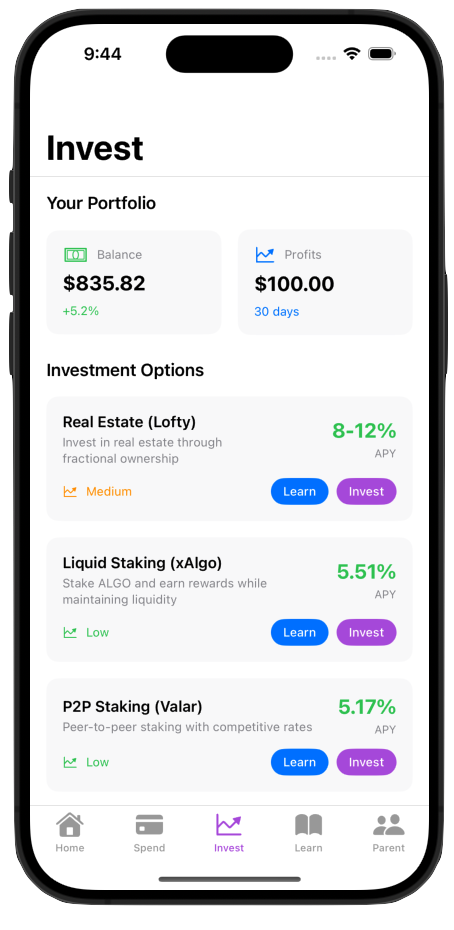 9:44
Invest
Your Portfolio
Balance
$835.82
+5.2%
Profits
$100.00
30 days
Investment Options
Real Estate (Lofty)
Invest in real estate through
fractional ownership
8-12%
APY
Medium
Learn
Invest
Liquid Staking (xAlgo)
Stake ALGO and earn rewards while
maintaining liquidity
5.51%
APY
Low
Learn
Invest
P2P Staking (Valar)
Peer-to-peer staking with competitive rates
5.17%
APY
Low
Learn
Invest
Home
Spend
Invest
Learn
Parent